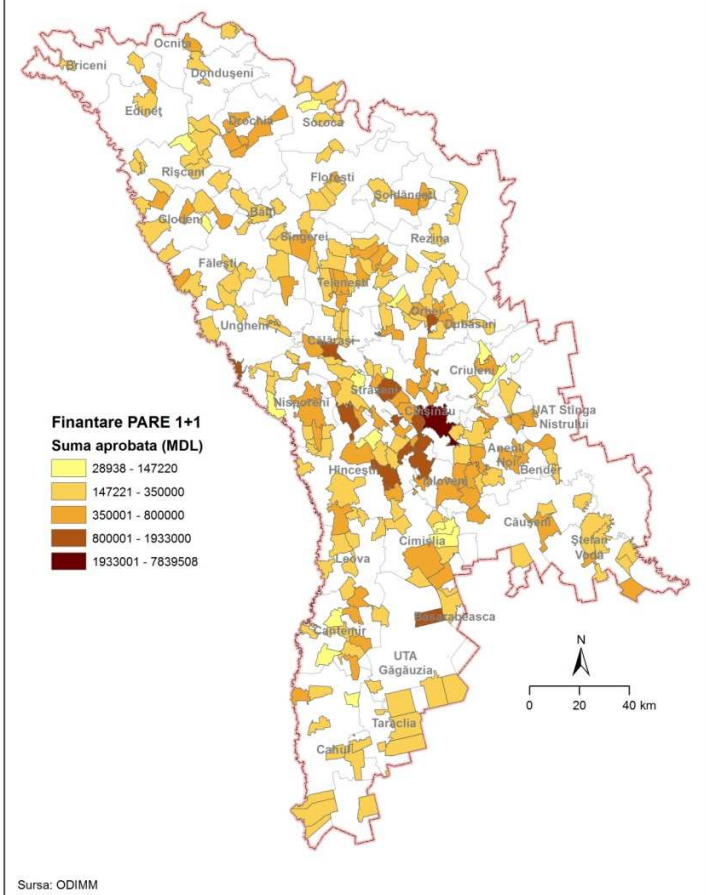 Ocnița
Briceni
Dondușeni
Edineț
Drochia
Soroca
Rîșcani
Florești
Șoldănești
Glodeni
Bălți
Sîngerei
Rezina
Fălești
Telenești
Ungheni
Orhei
Dubăsari
Călărași
Criuleni
Strășeni
Nisporeni
Chișinău
UAT Stînga
Nistrului
Anenii
Noi
Bender
Hîncești
Ialoveni
Căușeni
Ștefan
Vodă
Cimișlia
Leova
Basarabeasca
Cantemir
UTA
Găgăuzia
Taraclia
Cahul
Finantare PARE 1+1
Suma aprobata (MDL)
28938 - 147220
147221 - 350000
350001 - 800000
800001 - 1933000
1933001 - 7839508
N
0 20 40 km
Sursa: ODIMM